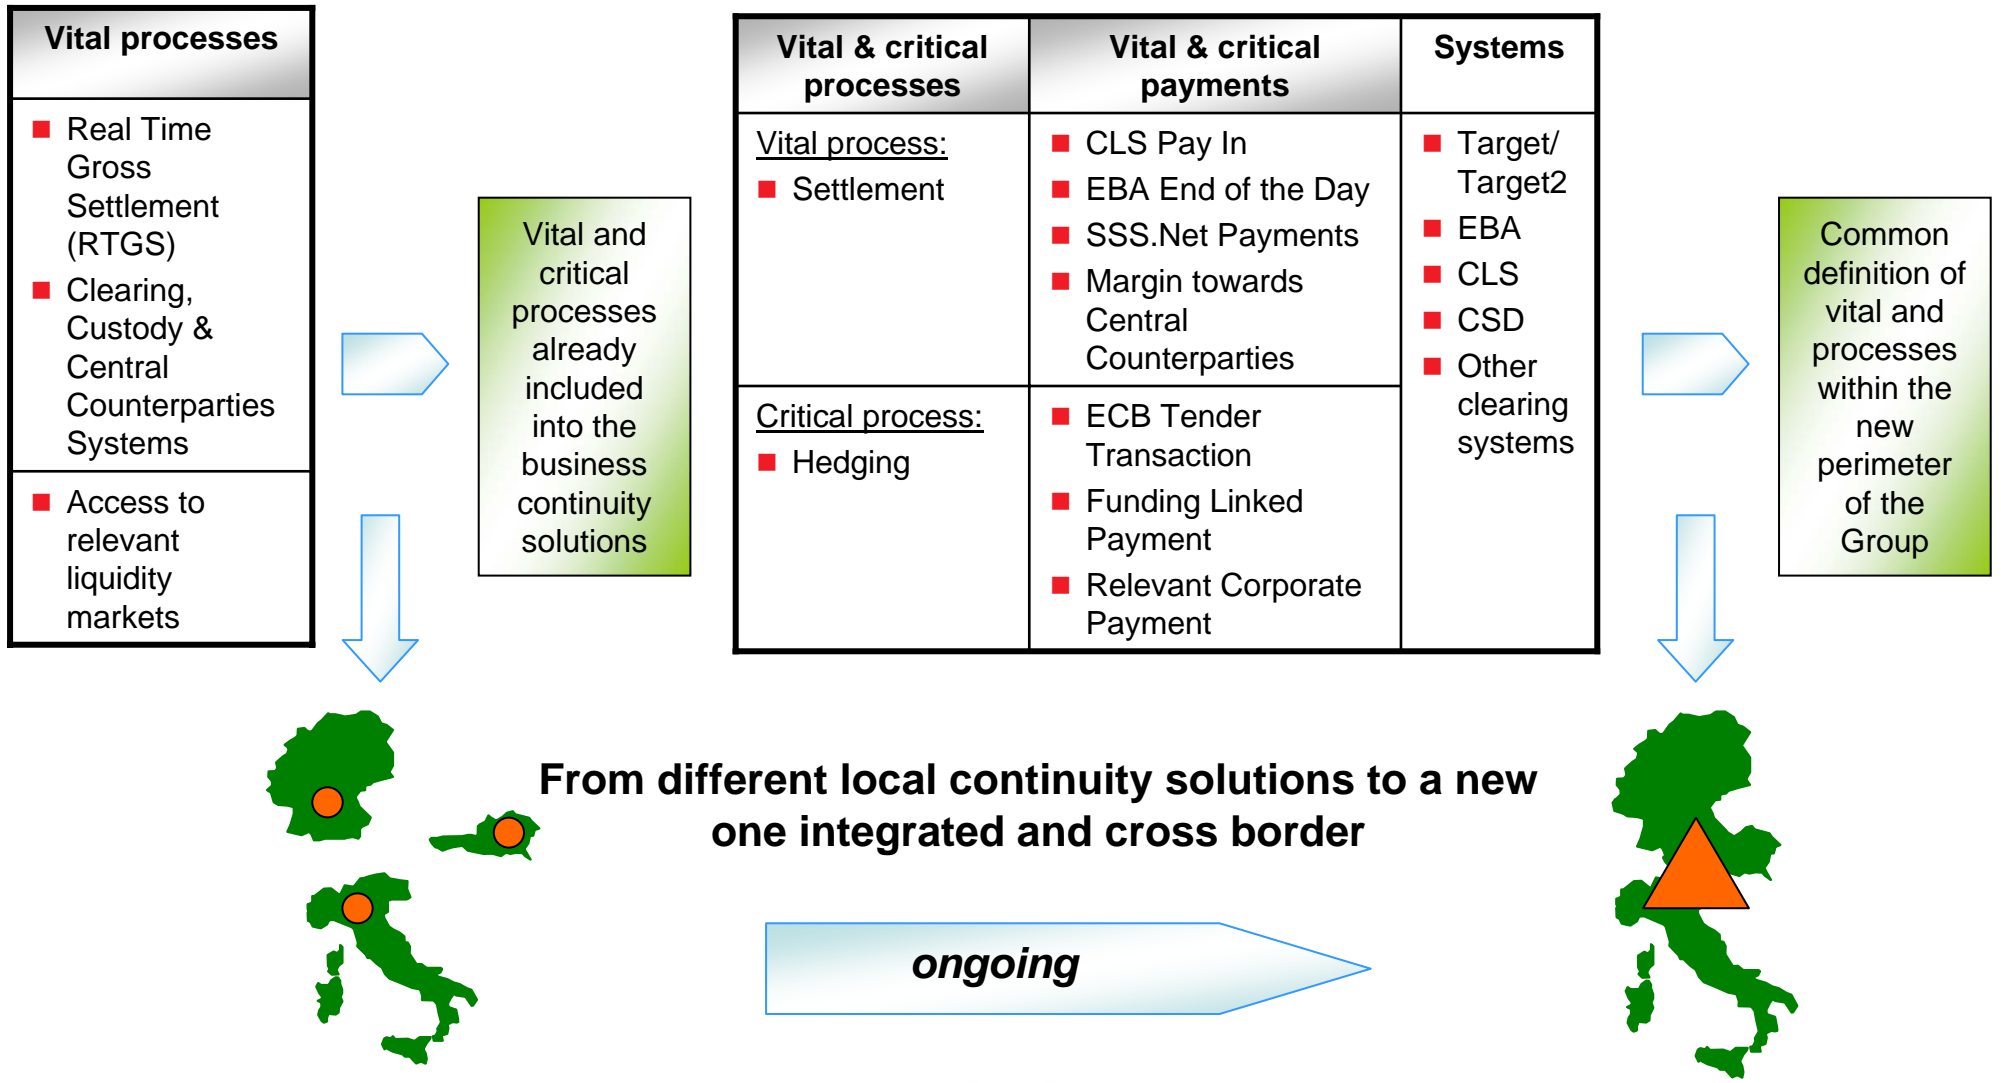 Vital processes
Real Time
Gross
Settlement
(RTGS)
Clearing,
Custody &
Central
Counterparties
Systems
Access to
relevant
liquidity
markets
Vital and
critical
processes
already
included
into the
business
continuity
solutions
Vital & critical
processes
Vital & critical
payments
Systems
Vital process:
Settlement
CLS Pay In
EBA End of the Day
SSS.Net Payments
Margin towards
Central
Counterparties
Critical process:
Hedging
ECB Tender
Transaction
Funding Linked
Payment
Relevant Corporate
Payment
Target/
Target2
EBA
CLS
CSD
Other
clearing
systems
Common
definition of
vital and
processes
within the
new
perimeter
of the
Group
From different local continuity solutions to a new
one integrated and cross border
ongoing